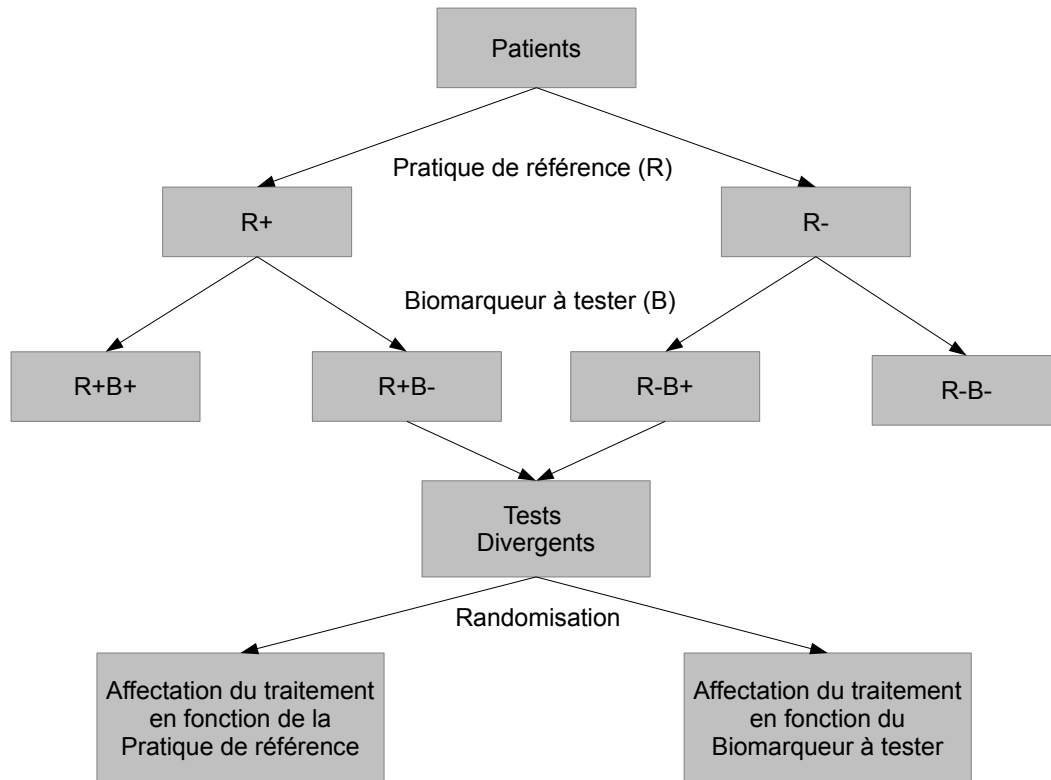 Patients
Pratique de référence (R)
R+
R-
Biomarqueur à tester (B)
R+B+
R+B-
R-B+
R-B-
Tests
Divergents
Randomisation
Affectation du traitement
en fonction de la
Pratique de référence
Affectation du traitement
en fonction du
Biomarqueur à tester